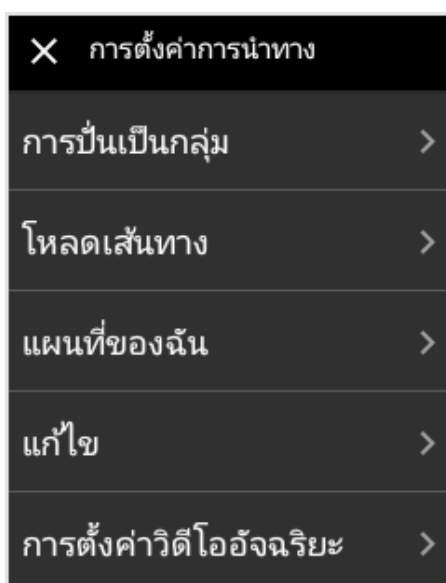 การตั้งค่าการนำทาง
การปั่นเป็นกลุ่ม
โหลดเส้นทาง
แผนที่ของฉัน
แก้ไข
การตั้งค่าวิดีโออัจฉริยะ